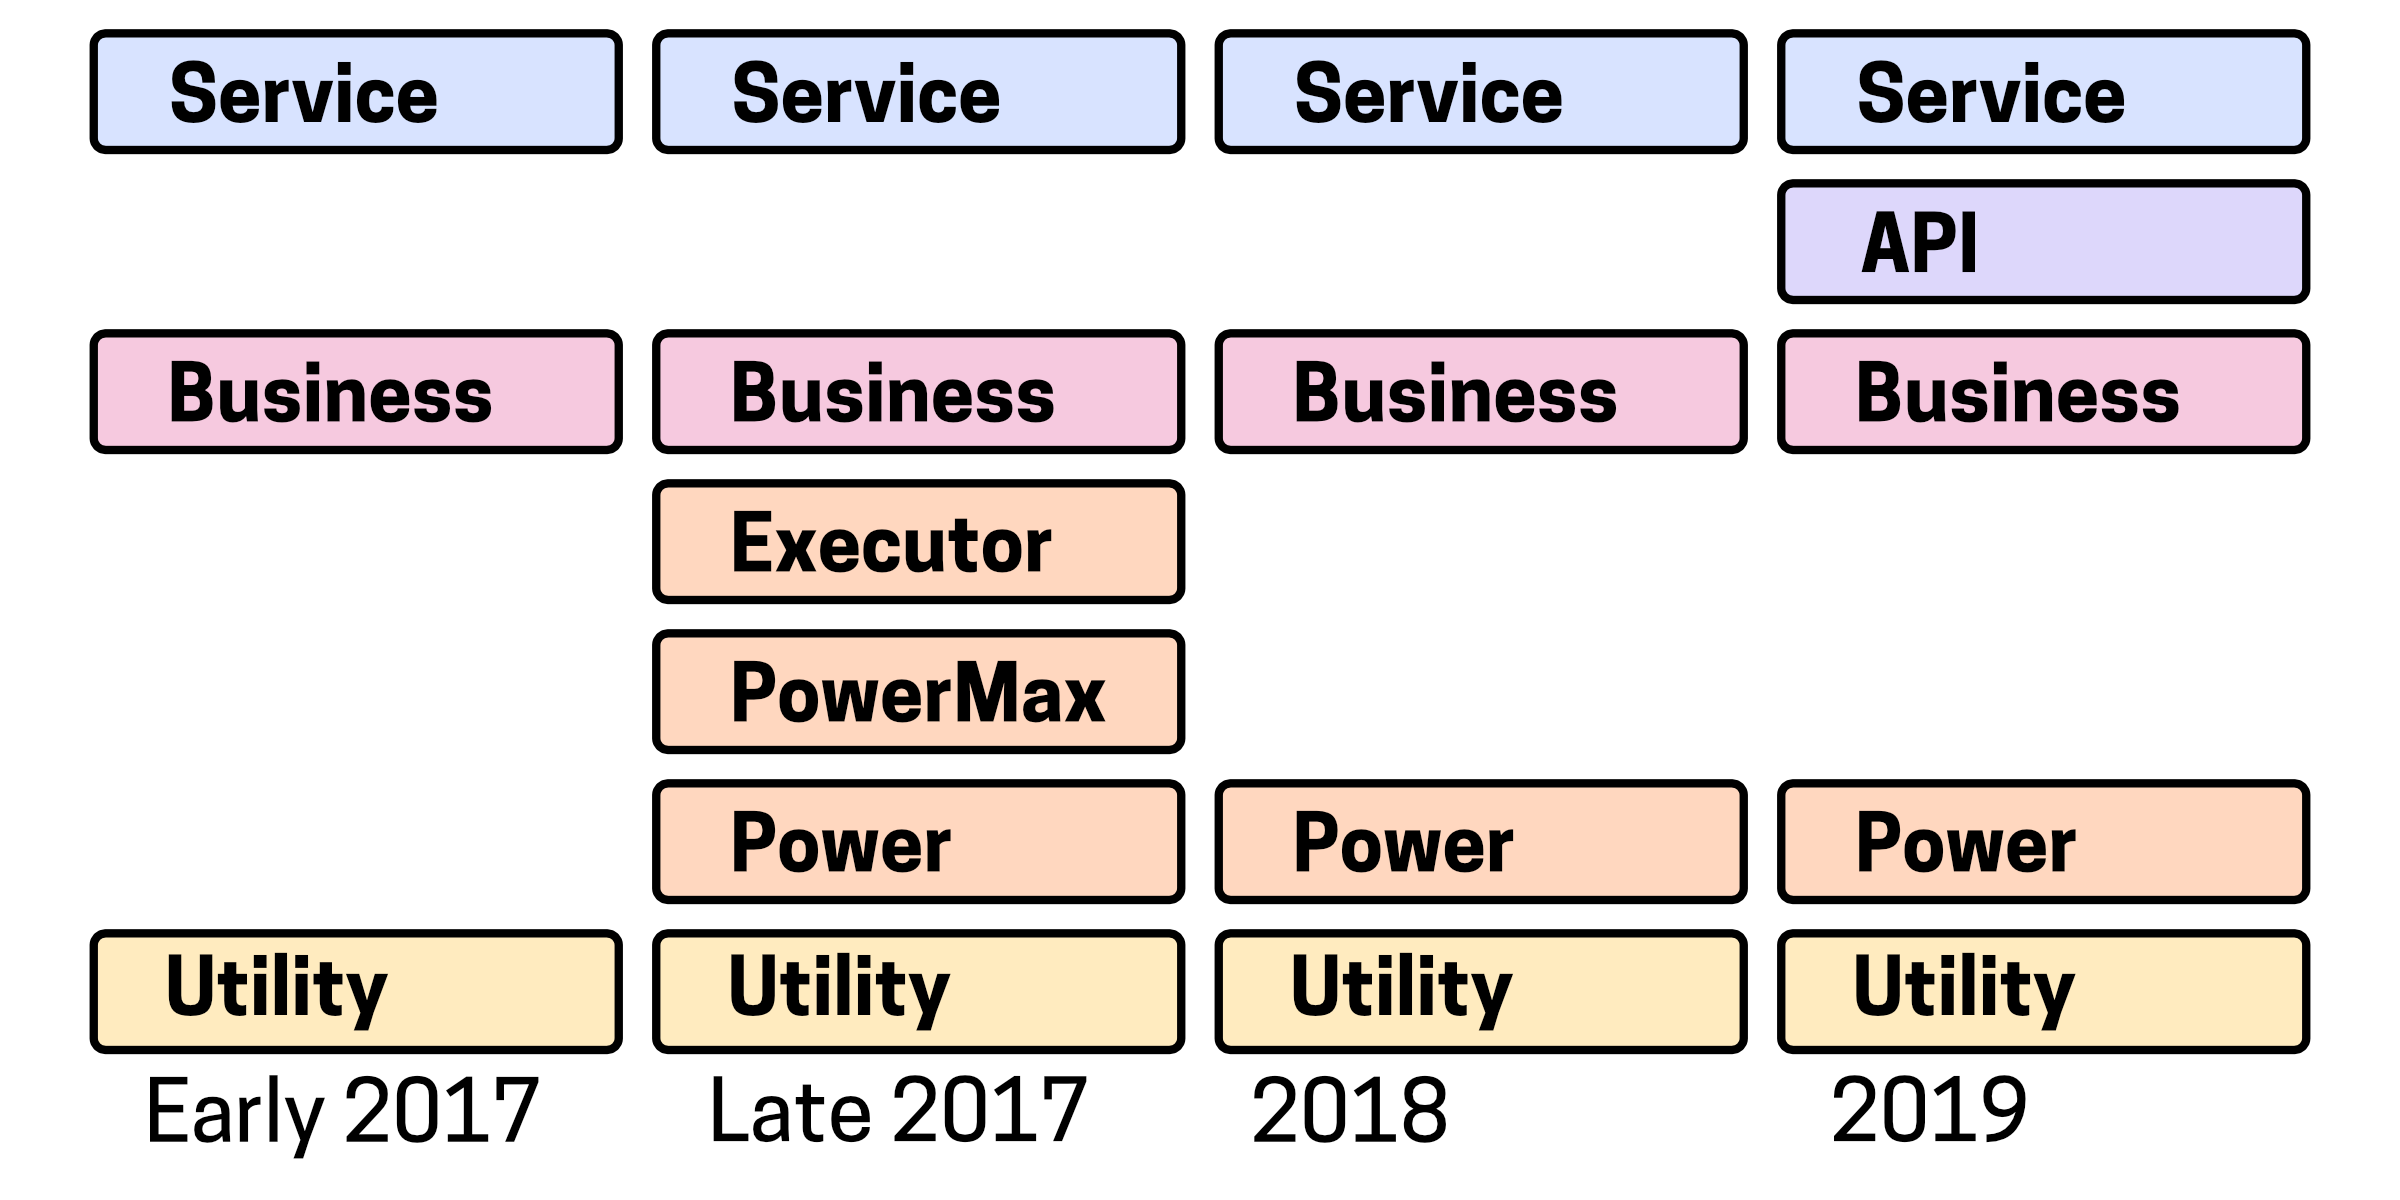 Service Service Service Service
API
Business Business Business Business
Executor
PowerMax
Power Power Power
Utility Utility Utility Utility
Early 2017 Late 2017 2018 2019